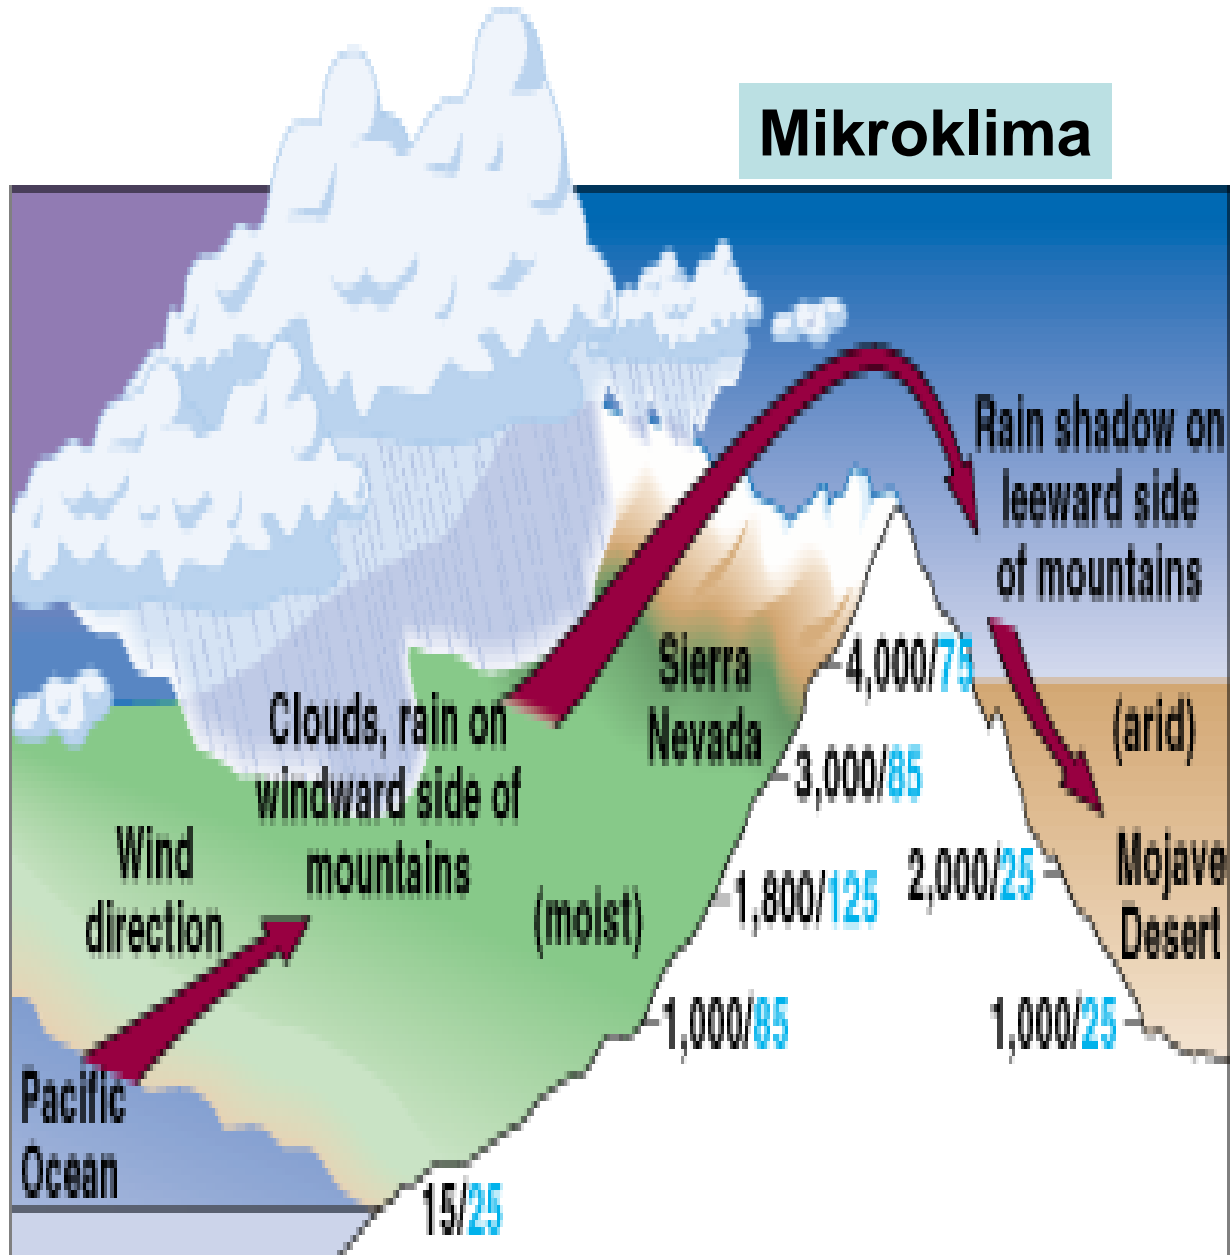 Mikroklima
Rain shadow on
leeward side
of mountains
Sierra
Nevada
4,000/75
(arid)
Clouds, rain on
windward side of
mountains
3,000/85
Wind
direction
(moist)
1,800/125
2,000/25
Mojave
Desert
1,000/85
1,000/25
Pacific
Ocean
15/25